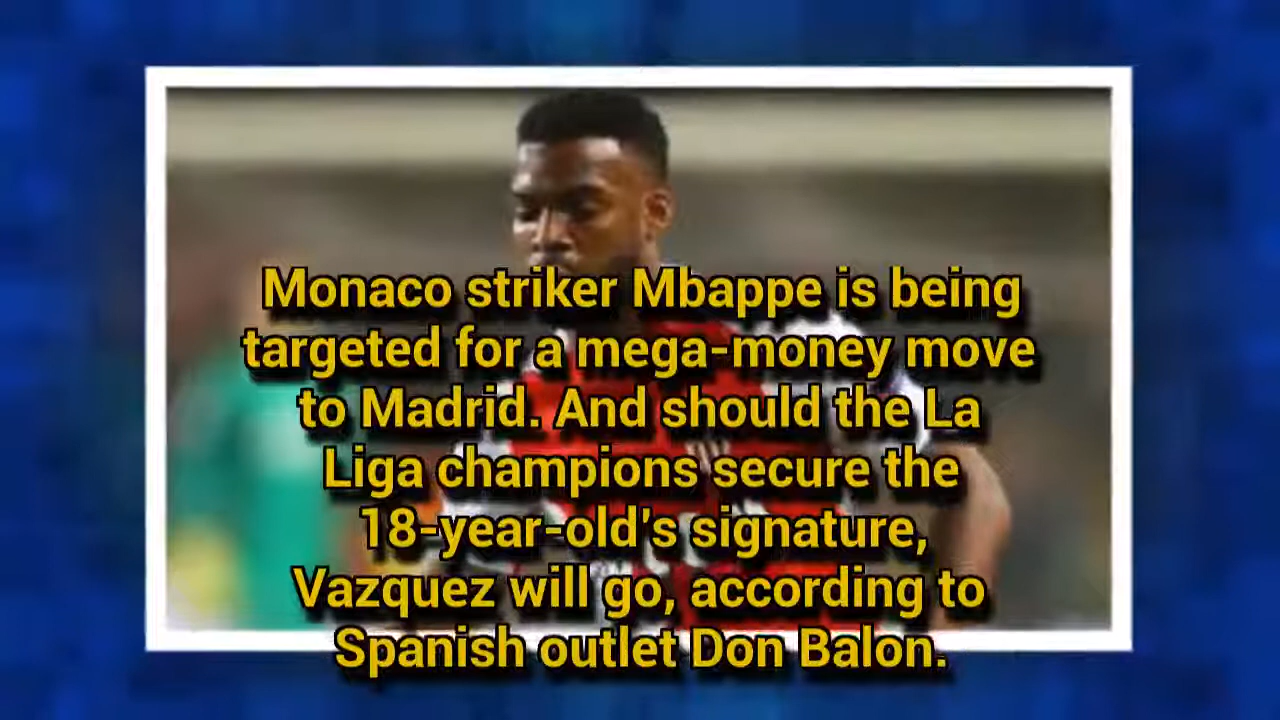 Monaco striker Mbappe is being
targeted for a mega-money move
to Madrid. And should the La
Liga champions secure the
18-year-old's signature,
Vazquez will go, according to
Spanish outlet Don Balon.